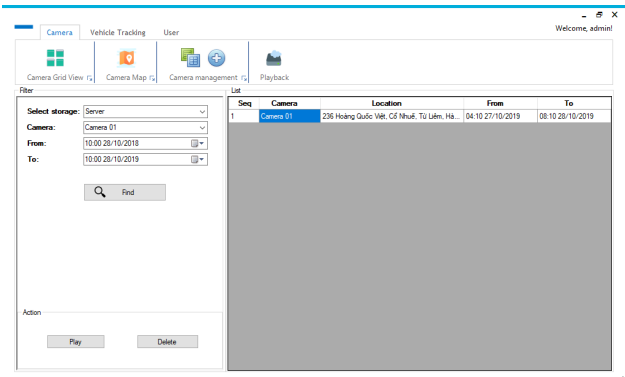 Welcome, admin!
Camera Vehicle Tracking User
Camera Grid View Camera Map Camera management Playback
Filter
Select storage: Server
Camera: Camera 01
From: 10:00 28/10/2018
To: 10:00 28/10/2019
Find
Action
Play Delete
List
Seq Camera Location From To
1 Camera 01 236 Hoàng Quốc Việt, Cổ Nhuế, Từ Liêm, Hà... 04:10 27/10/2019 08:10 28/10/2019